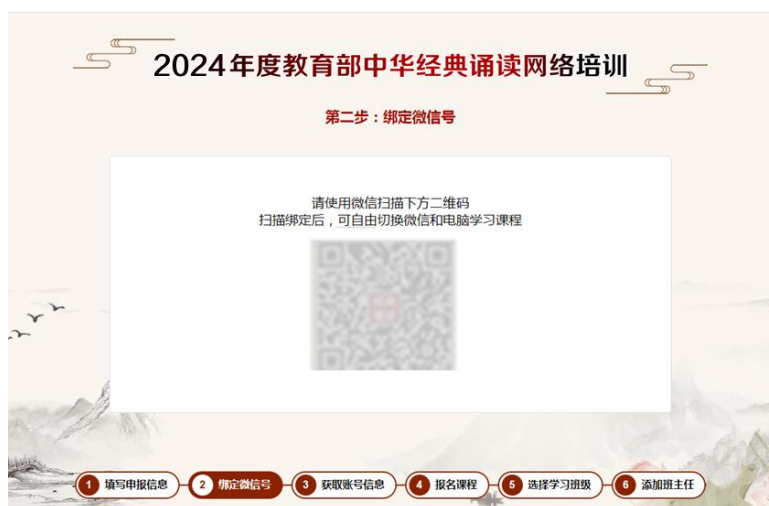 2024年度教育部中华经典诵读网络培训
第二步：绑定微信号
请使用微信扫描下方二维码
扫描绑定后，可自由切换微信和电脑学习课程
1 填写申报信息 2 绑定微信号 3 获取账号信息 4 报名课程 5 选择学习班级 6 添加班主任